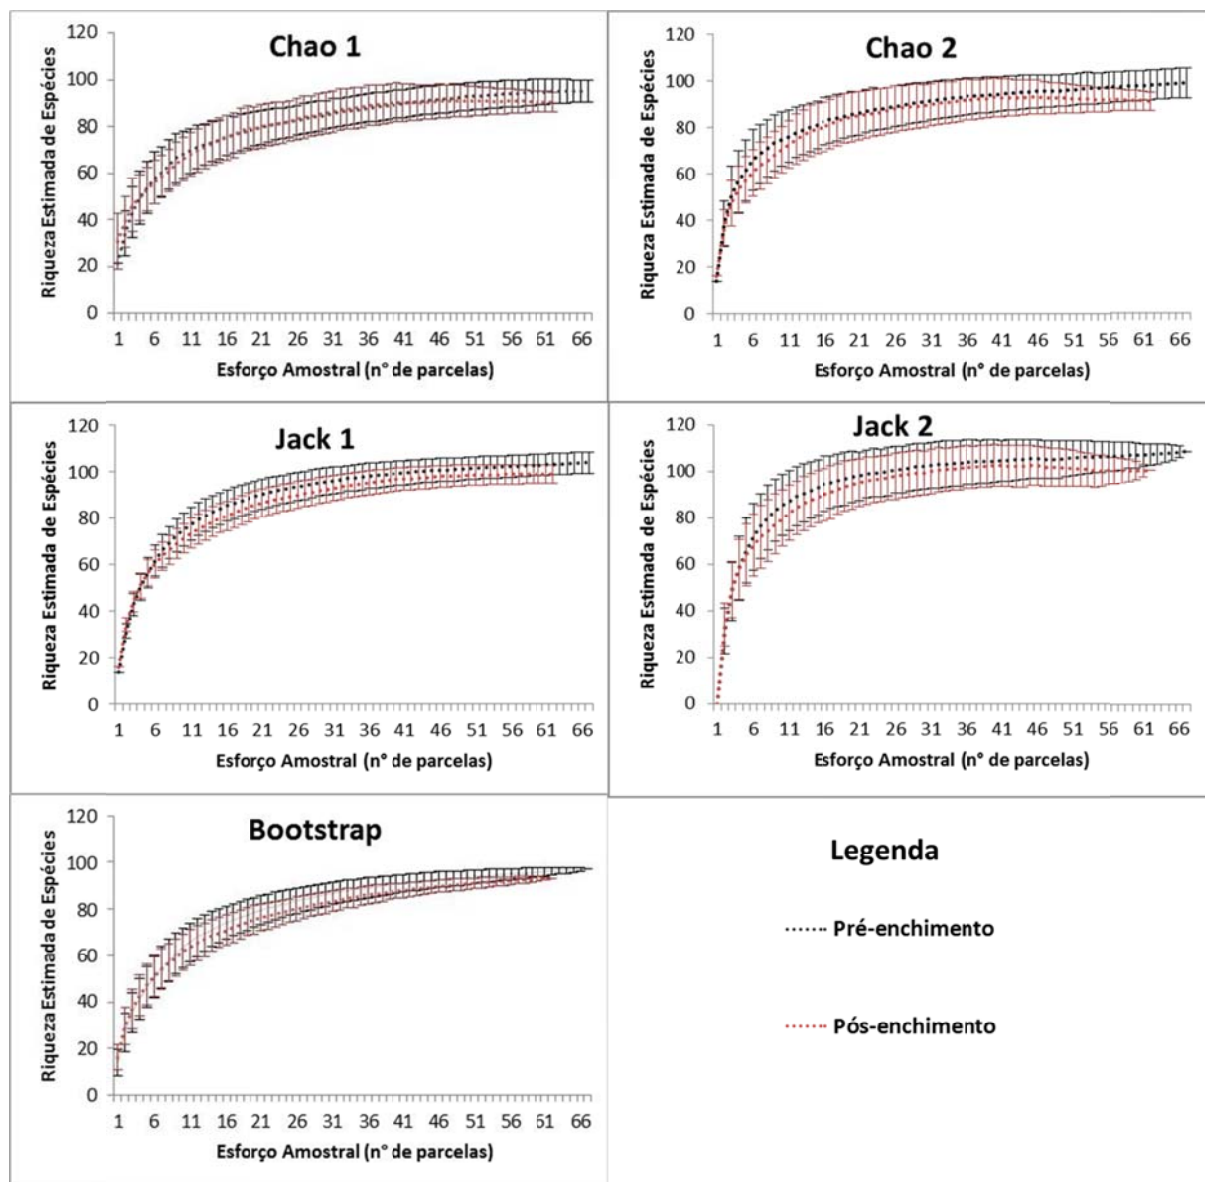 Chao 1
Riqueza Estimada de Espécies
120
100
80
60
40
20
0
1 6 11 16 21 26 31 36 41 46 51 56 61 66
Esforço Amostral (n° de parcelas)
Chao 2
Riqueza Estimada de Espécies
120
100
80
60
40
20
0
1 6 11 16 21 26 31 36 41 46 51 56 61 66
Esforço Amostral (n° de parcelas)
Jack 1
Riqueza Estimada de Espécies
120
100
80
60
40
20
0
1 6 11 16 21 26 31 36 41 46 51 56 61 66
Esforço Amostral (n° de parcelas)
Jack 2
Riqueza Estimada de Espécies
120
100
80
60
40
20
0
1 6 11 16 21 26 31 36 41 46 51 56 61 66
Esforço Amostral (n° de parcelas)
Bootstrap
Riqueza Estimada de Espécies
120
100
80
60
40
20
0
1 6 11 16 21 26 31 36 41 46 51 56 61 66
Esforço Amostral (n° de parcelas)
Legenda
Pré-enchimento
Pós-enchimento